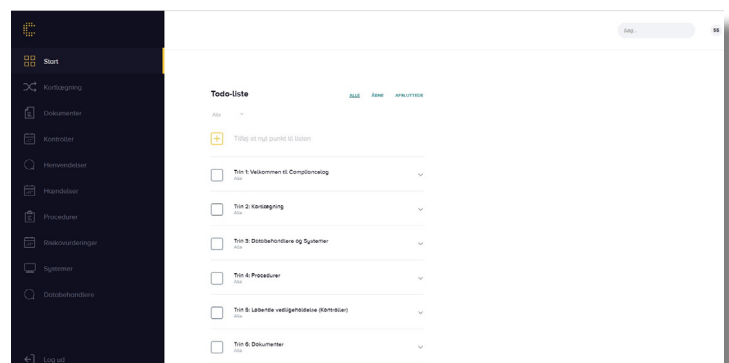 Søg..
SS
Start
Kortlægning
Dokumenter
Kontroller
Henvendelser
Hændelser
Procedurer
Risikovurderinger
Systemer
Databehandlere
Log ud
Todo-liste
ALLE
ÅBNE
AFSLUTTEDE
Alle
Tilføj et nyt punkt til listen
Trin 1: Velkommen til Compliancelog
Alle
Trin 2: Kortlægning
Alle
Trin 3: Databehandlere og Systemer
Alle
Trin 4: Procedurer
Alle
Trin 5: Løbende vedligeholdelse (Kontroller)
Alle
Trin 6: Dokumenter
Alle